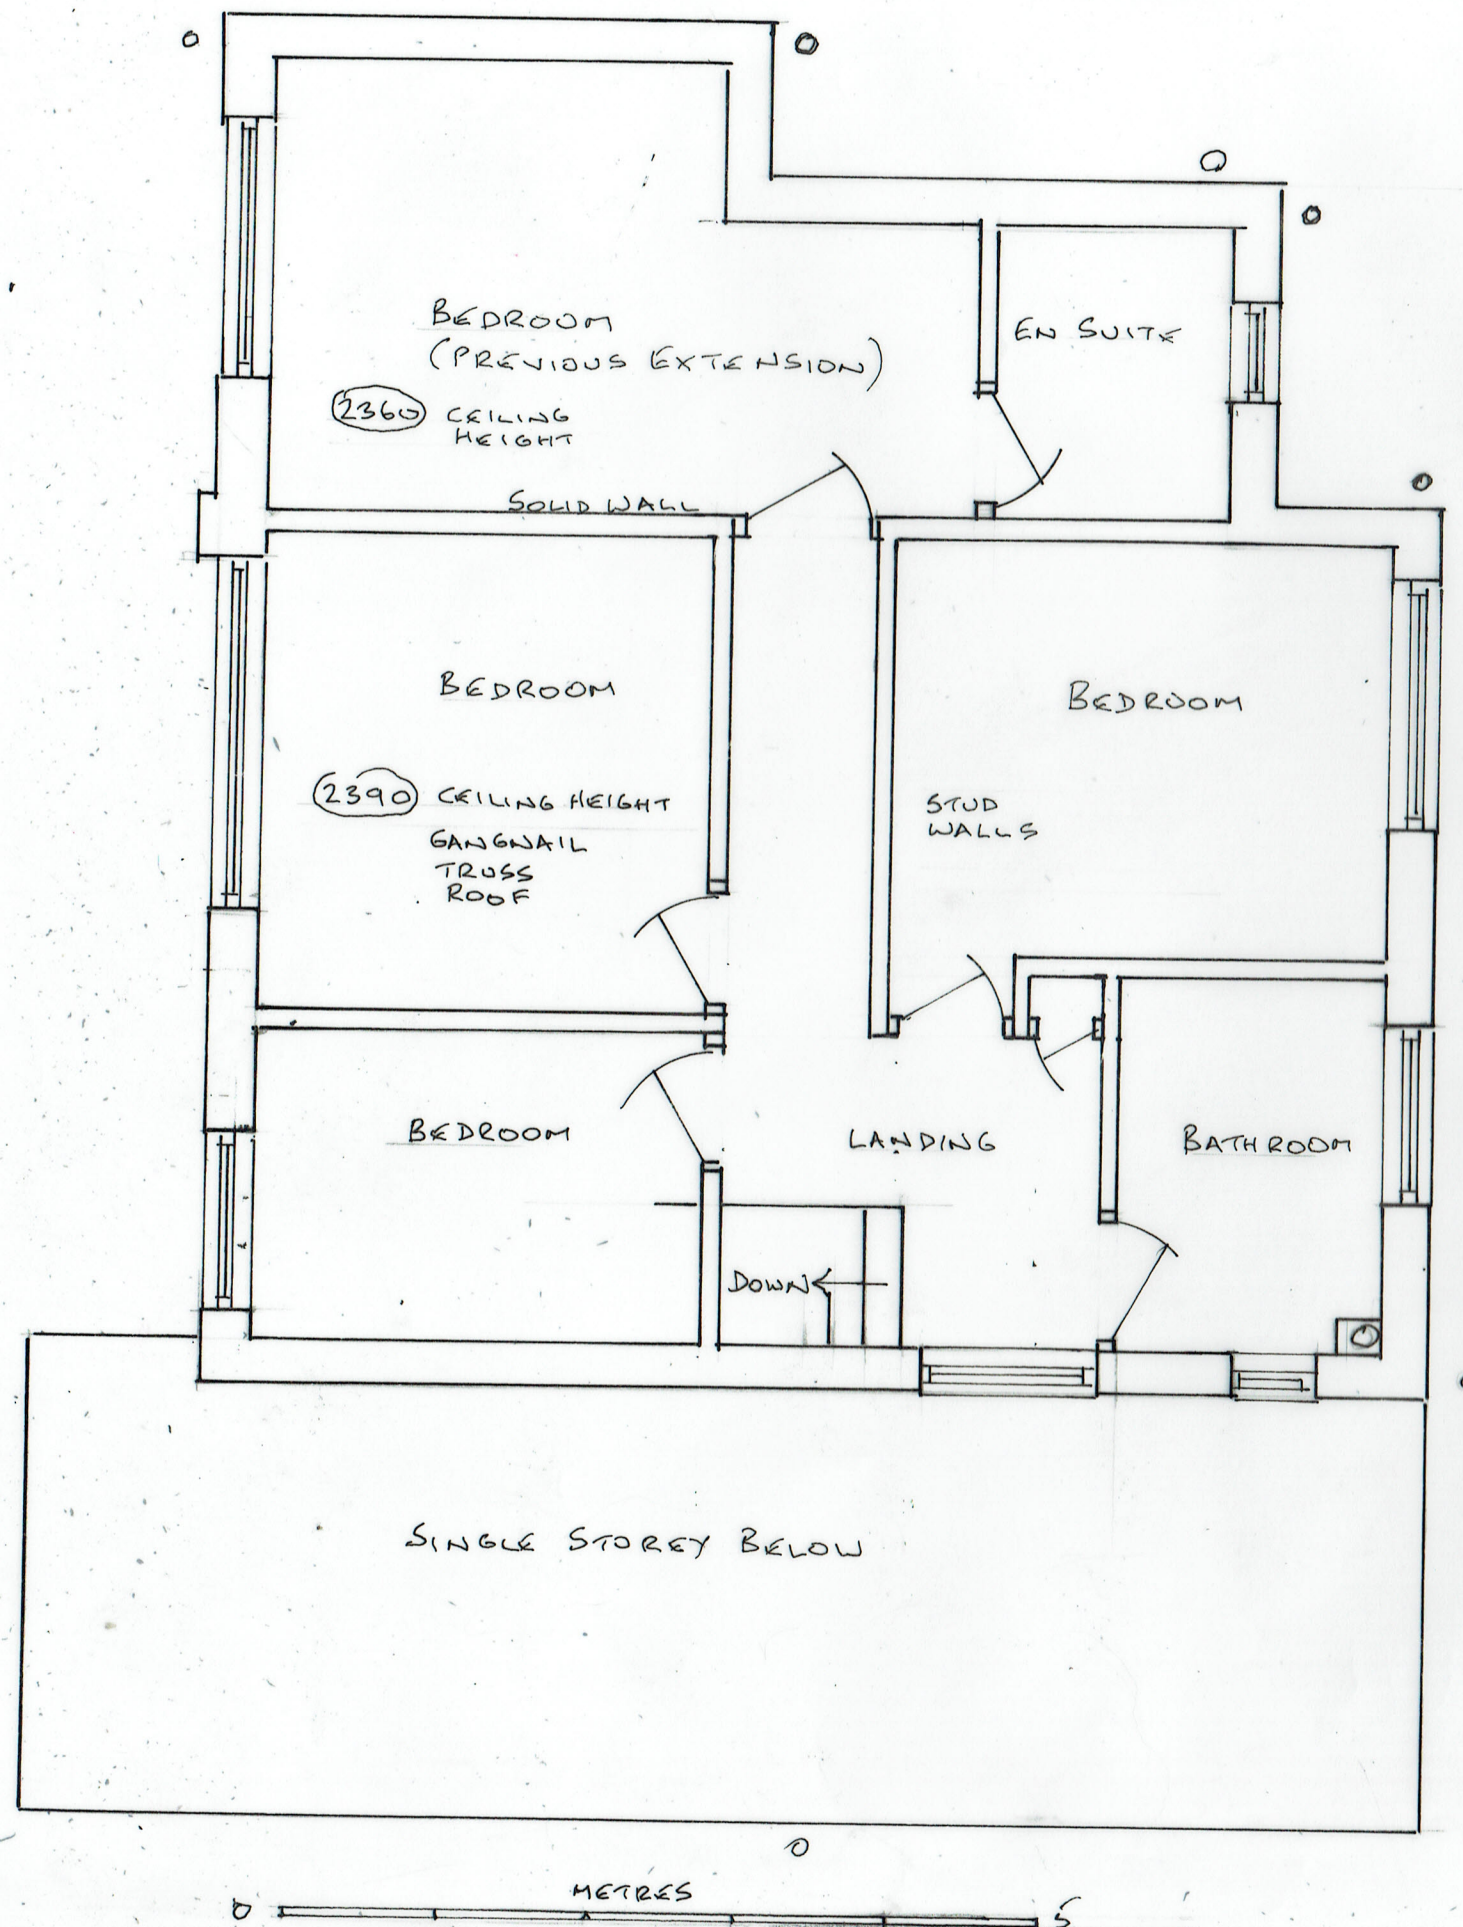 BEDROOM
(PREVIOUS EXTENSION)
2360 CEILING
HEIGHT
EN SUITE
SOLID WALL
BEDROOM
BEDROOM
2390 CEILING HEIGHT
GANGNAIL
TRUSS
ROOF
STUD
WALLS
BEDROOM
LANDING
BATHROOM
DOWN
SINGLE STOREY BELOW
METRES
0 5